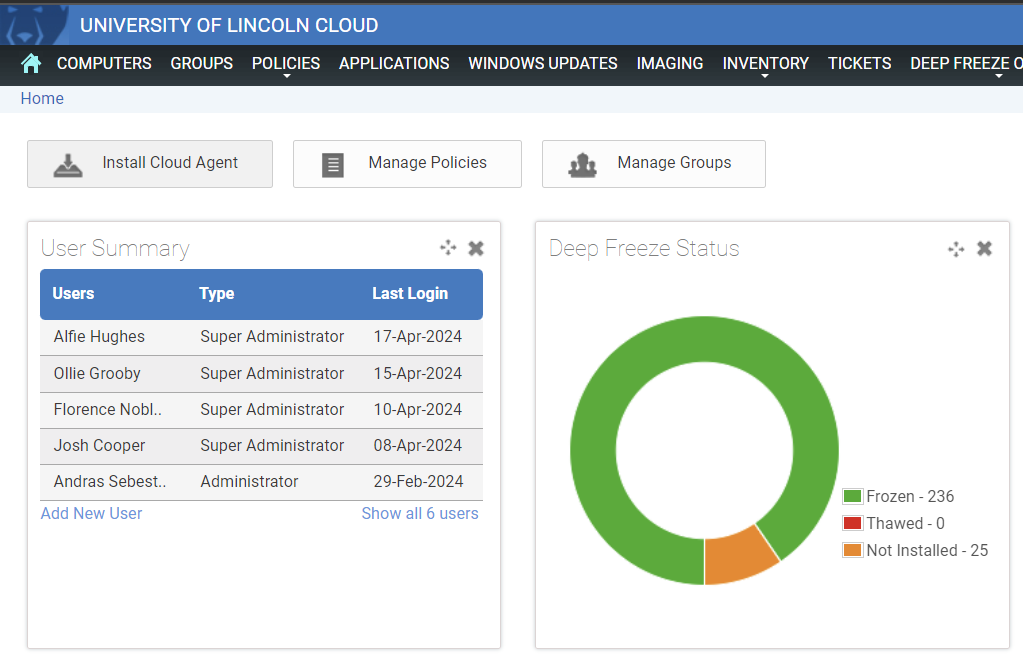 UNIVERSITY OF LINCOLN CLOUD
COMPUTERS GROUPS POLICIES APPLICATIONS WINDOWS UPDATES IMAGING INVENTORY TICKETS DEEP FREEZE O
Home
Install Cloud Agent Manage Policies Manage Groups
User Summary
Users Type Last Login
Alfie Hughes Super Administrator 17-Apr-2024
Ollie Grooby Super Administrator 15-Apr-2024
Florence Nobl.. Super Administrator 10-Apr-2024
Josh Cooper Super Administrator 08-Apr-2024
Andras Sebest.. Administrator 29-Feb-2024
Add New User Show all 6 users
Deep Freeze Status
Frozen - 236
Thawed - 0
Not Installed - 25